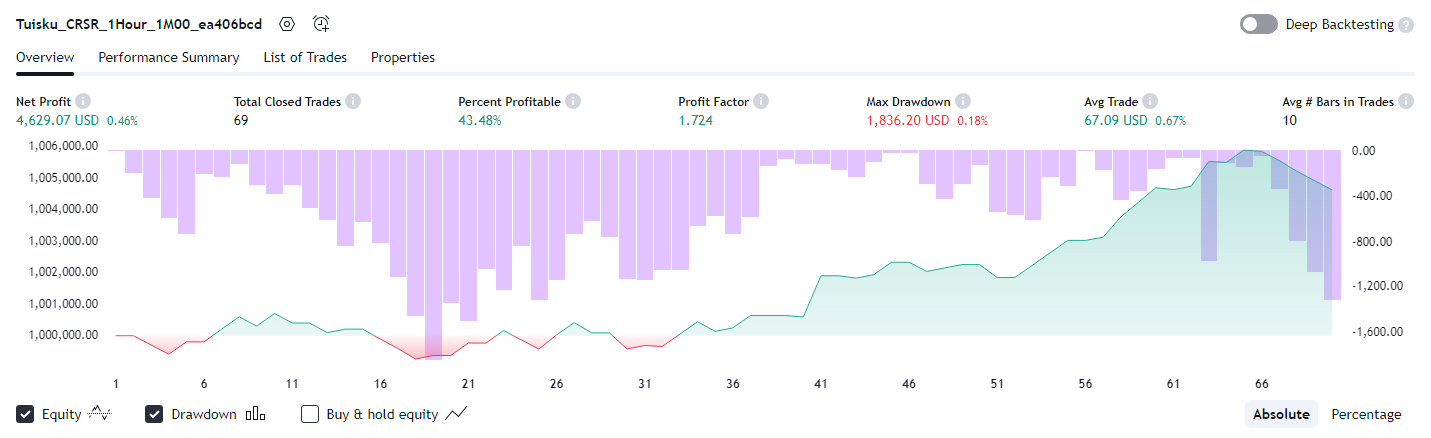 Tuisku_CRSR_1Hour_1M00_ea406bcd Deep Backtesting ?
Overview Performance Summary List of Trades Properties
Net Profit Total Closed Trades Percent Profitable Profit Factor Max Drawdown Avg Trade Avg # Bars in Trades
4,629.07 USD 0.46% 69 43.48% 1.724 1,836.20 USD 0.18% 67.09 USD 0.67% 10
1,006,000.00 0.00
1,005,000.00 -400.00
1,004,000.00
1,003,000.00 -800.00
1,002,000.00 -1,200.00
1,001,000.00
1,000,000.00 -1,600.00
1 6 11 16 21 26 31 36 41 46 51 56 61 66
Equity Drawdown Buy & hold equity Absolute Percentage